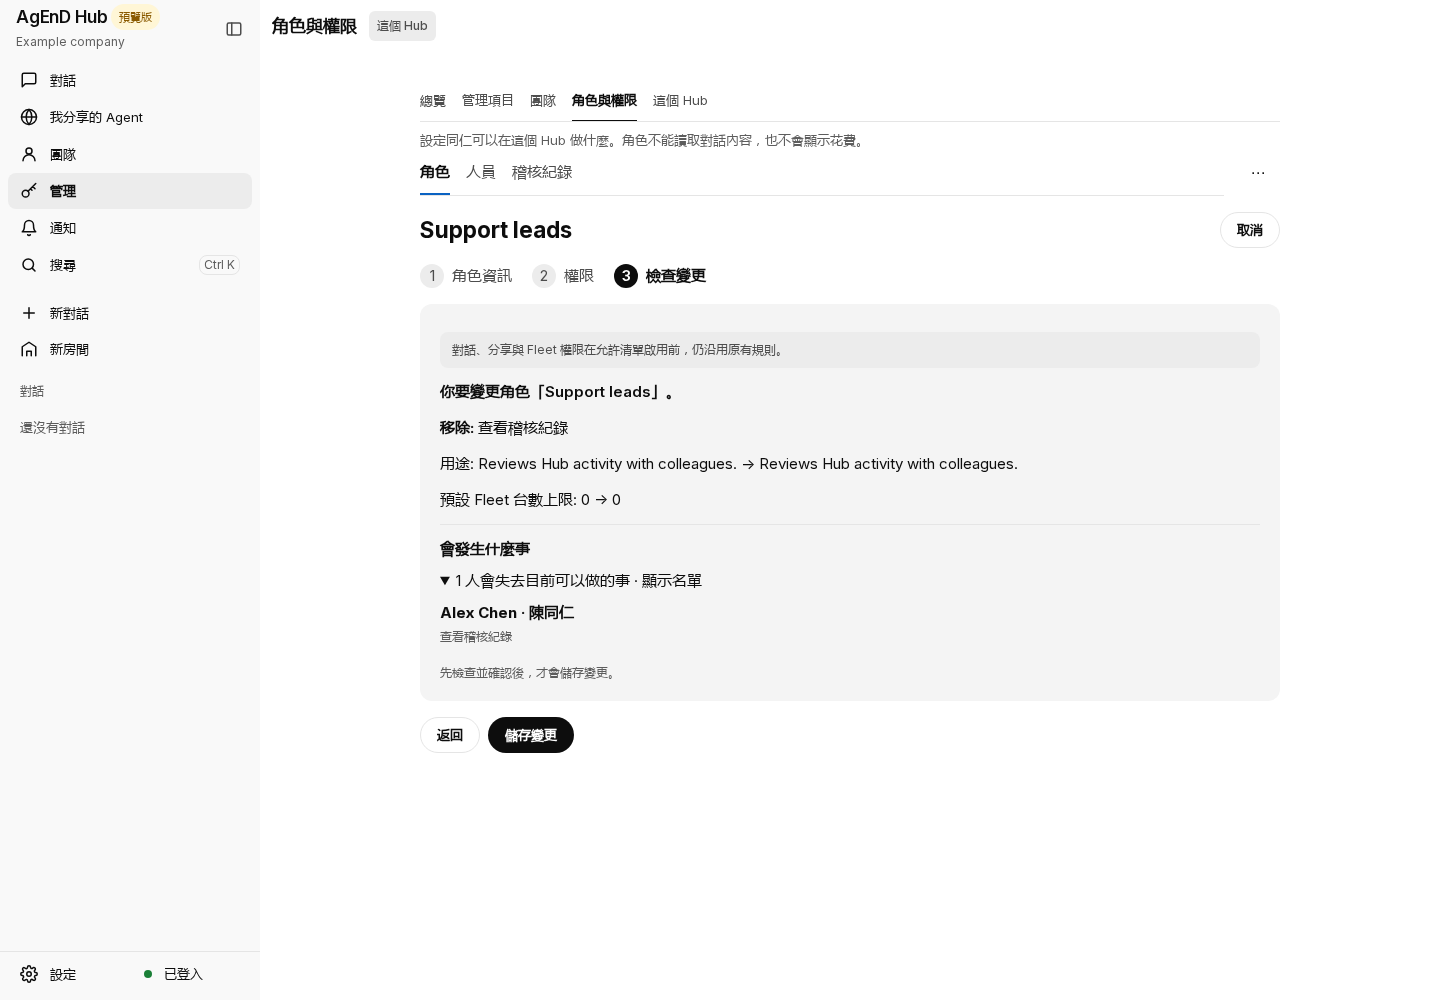 AgEnD Hub 預覽版
Example company
對話
我分享的 Agent
團隊
管理
通知
搜尋 Ctrl K
新對話
新房間
對話
還沒有對話
設定 已登入
角色與權限 這個 Hub
總覽 管理項目 團隊 角色與權限 這個 Hub
設定同仁可以在這個 Hub 做什麼。角色不能讀取對話內容，也不會顯示花費。
角色 人員 稽核紀錄 ...
Support leads 取消
1 角色資訊 2 權限 3 檢查變更
對話、分享與 Fleet 權限在允許清單啟用前，仍沿用原有規則。
你要變更角色「Support leads」。
移除: 查看稽核紀錄
用途: Reviews Hub activity with colleagues. → Reviews Hub activity with colleagues.
預設 Fleet 台數上限: 0 → 0
會發生什麼事
▼ 1 人會失去目前可以做的事 · 顯示名單
Alex Chen · 陳同仁
查看稽核紀錄
先檢查並確認後，才會儲存變更。
返回 儲存變更